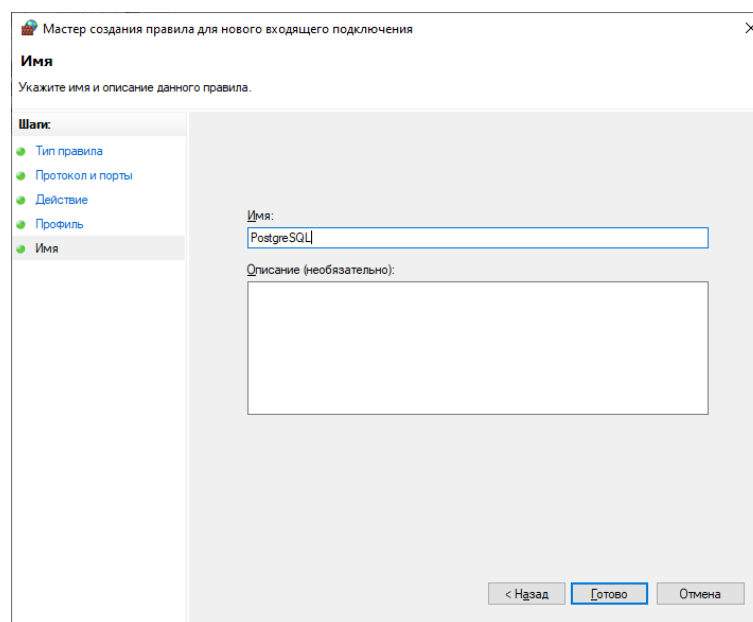 Мастер создания правила для нового входящего подключения
Имя
Укажите имя и описание данного правила.
Шаги:
Тип правила
Протокол и порты
Действие
Профиль
Имя
Имя:
PostgreSQL
Описание (необязательно):
< Назад
Готово
Отмена